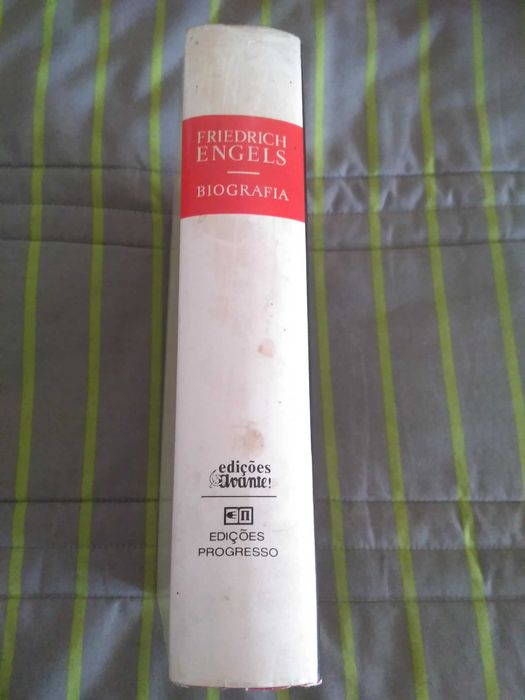 FRIEDRICH
ENGELS
BIOGRAFIA
edições
Avante!
EDIÇÕES
PROGRESSO